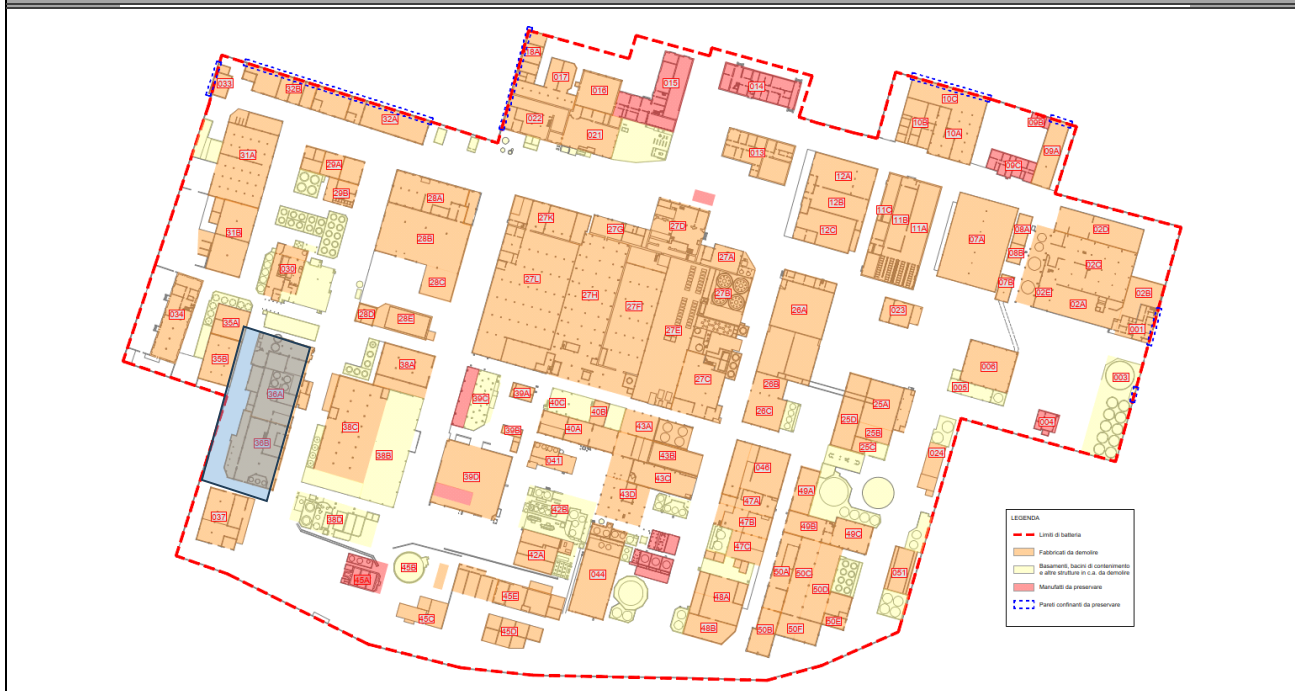 18A
017
016
015
014
033
32B
32A
022
021
013
10C
10B
10A
09B
09A
09C
31A
29A
29B
28A
31B
28B
28C
030
27K
27G
27D
27A
27L
27H
27F
27B
27E
27C
12A
12B
12C
11C
11B
11A
07A
08A
08B
07B
02D
02C
02E
02A
02B
001
26A
023
006
005
003
004
034
35A
35B
28D
28E
38A
36A
36B
38C
38B
39C
39A
39B
39D
40C
40B
40A
43A
041
43B
43C
43D
26B
26C
25A
25D
25B
25C
024
037
38D
42B
42A
044
45A
45B
45C
45E
45D
046
47A
47B
47C
48A
48B
49A
49B
49C
50A
50C
50D
50E
50B
50F
051
LEGENDA
Limiti di batteria
Fabbricati da demolire
Basamenti, bacini di contenimento
e altre strutture in c.a. da demolire
Manufatti da preservare
Pareti confinanti da preservare